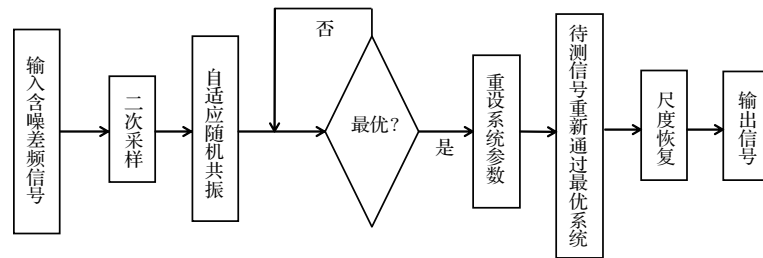 输入含噪差频信号
二次采样
自适应随机共振
否
最优？
是
重设系统参数
待测信号重新通过最优系统
尺度恢复
输出信号